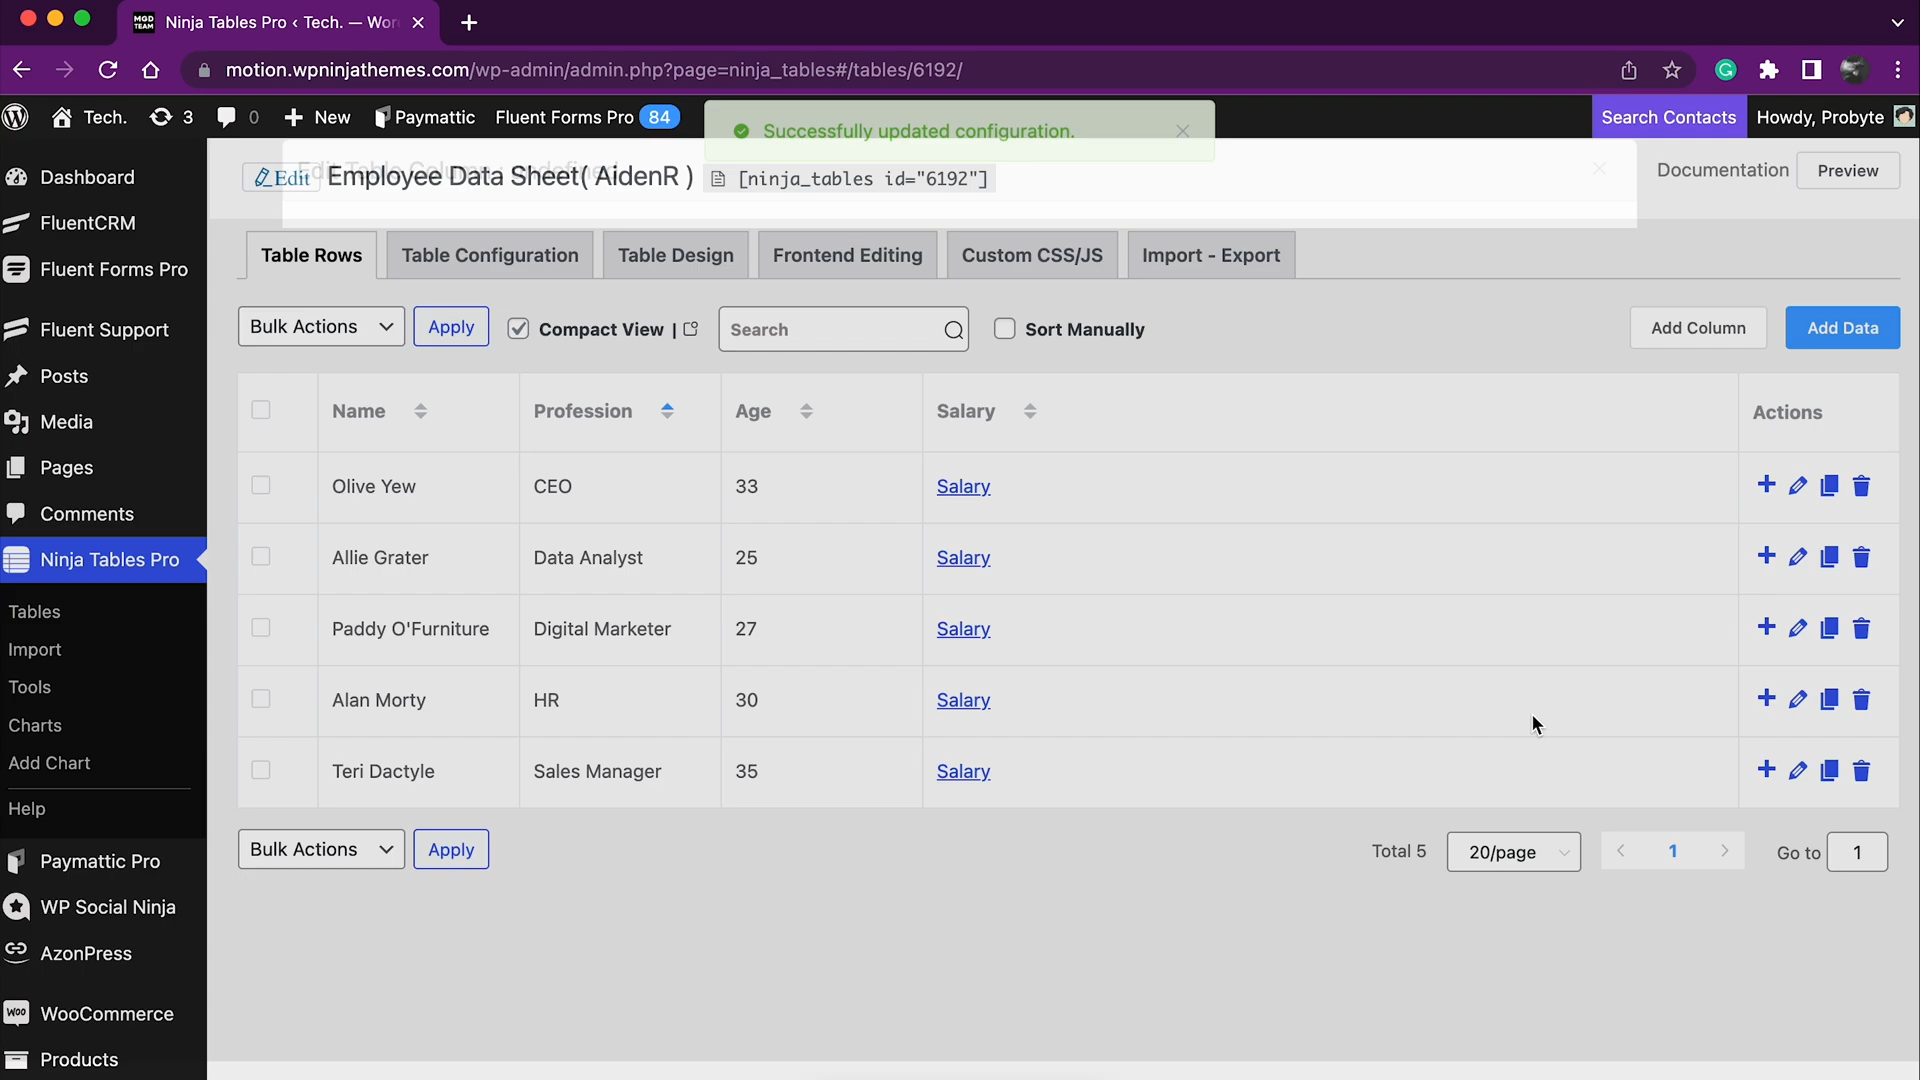 MGD TEAM
Ninja Tables Pro ‹ Tech. — Wor
motion.wpninjathemes.com/wp-admin/admin.php?page=ninja_tables#/tables/6192/
Tech. 3 0 New Paymattic Fluent Forms Pro 84
Successfully updated configuration.
Search Contacts Howdy, Probyte
Edit Table Column - undefined
Edit Employee Data Sheet( AidenR ) [ninja_tables id="6192"]
Documentation Preview
Table Rows Table Configuration Table Design Frontend Editing Custom CSS/JS Import - Export
Bulk Actions Apply Compact View | Search Sort Manually Add Column Add Data
Name Profession Age Salary Actions
Olive Yew CEO 33 Salary
Allie Grater Data Analyst 25 Salary
Paddy O'Furniture Digital Marketer 27 Salary
Alan Morty HR 30 Salary
Teri Dactyle Sales Manager 35 Salary
Bulk Actions Apply Total 5 20/page 1 Go to 1
Dashboard
FluentCRM
Fluent Forms Pro
Fluent Support
Posts
Media
Pages
Comments
Ninja Tables Pro
Tables
Import
Tools
Charts
Add Chart
Help
Paymattic Pro
WP Social Ninja
AzonPress
Woo WooCommerce
Products